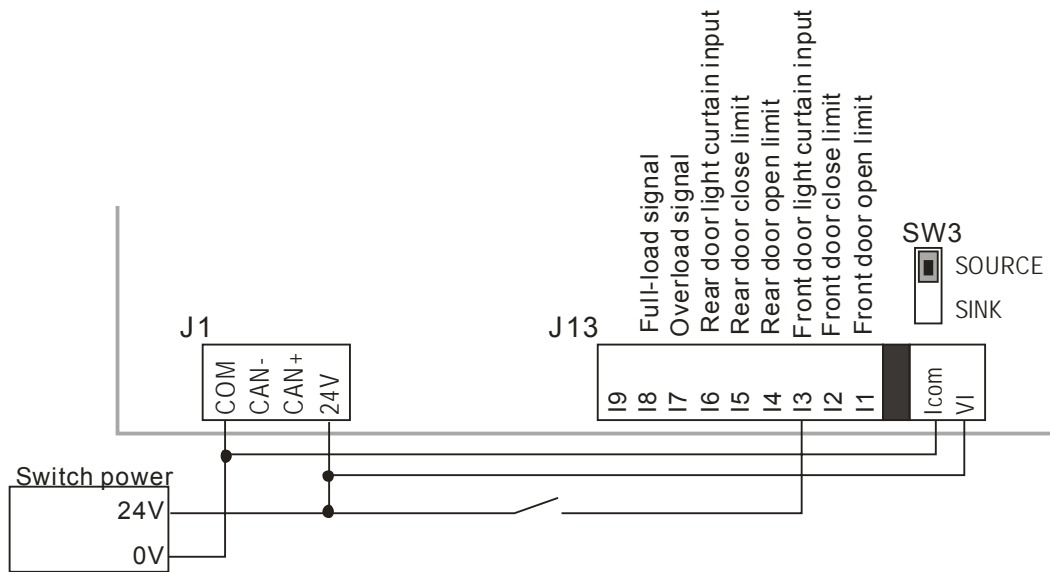 Full-load signal
Overload signal
Rear door light curtain input
Rear door close limit
Rear door open limit
Front door light curtain input
Front door close limit
Front door open limit
SW3
SOURCE
SINK
J1
J13
COM
CAN-
CAN+
24V
I9
I8
I7
I6
I5
I4
I3
I2
I1
Icom
VI
Switch power
24V
0V